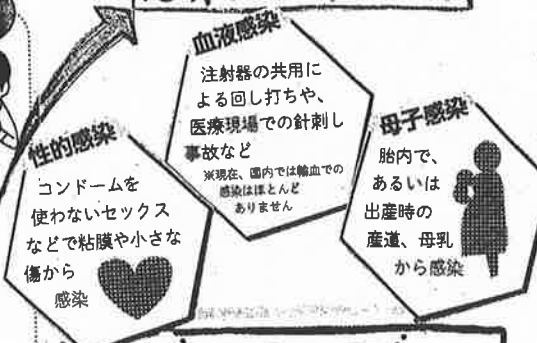 血液感染
注射器の共用に
よる回し打ちや、
医療現場での針刺し
事故など
※現在、国内では輸血での
感染はほとんど
ありません
母子感染
胎内で、
あるいは
出産時の
産道、母乳
から感染
性的感染
コンドームを
使わないセックス
などで粘膜や小さな
傷から
感染